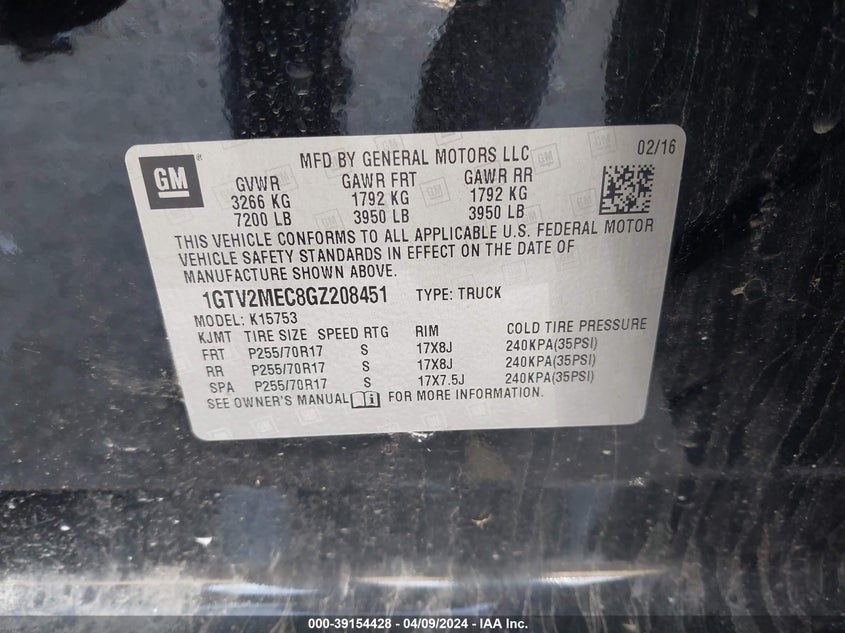 GM
MFD BY GENERAL MOTORS LLC 02/16
GVWR GAWR FRT GAWR RR
3266 KG 1792 KG 1792 KG
7200 LB 3950 LB 3950 LB
THIS VEHICLE CONFORMS TO ALL APPLICABLE U.S. FEDERAL MOTOR
VEHICLE SAFETY STANDARDS IN EFFECT ON THE DATE OF
MANUFACTURE SHOWN ABOVE.
1GTV2MEC8GZ208451 TYPE: TRUCK
MODEL: K15753
KJMT TIRE SIZE SPEED RTG RIM COLD TIRE PRESSURE
FRT P255/70R17 S 17X8J 240KPA(35PSI)
RR P255/70R17 S 17X8J 240KPA(35PSI)
SPA P255/70R17 S 17X7.5J 240KPA(35PSI)
SEE OWNER'S MANUAL FOR MORE INFORMATION.
000-39154428 - 04/09/2024 - IAA Inc.